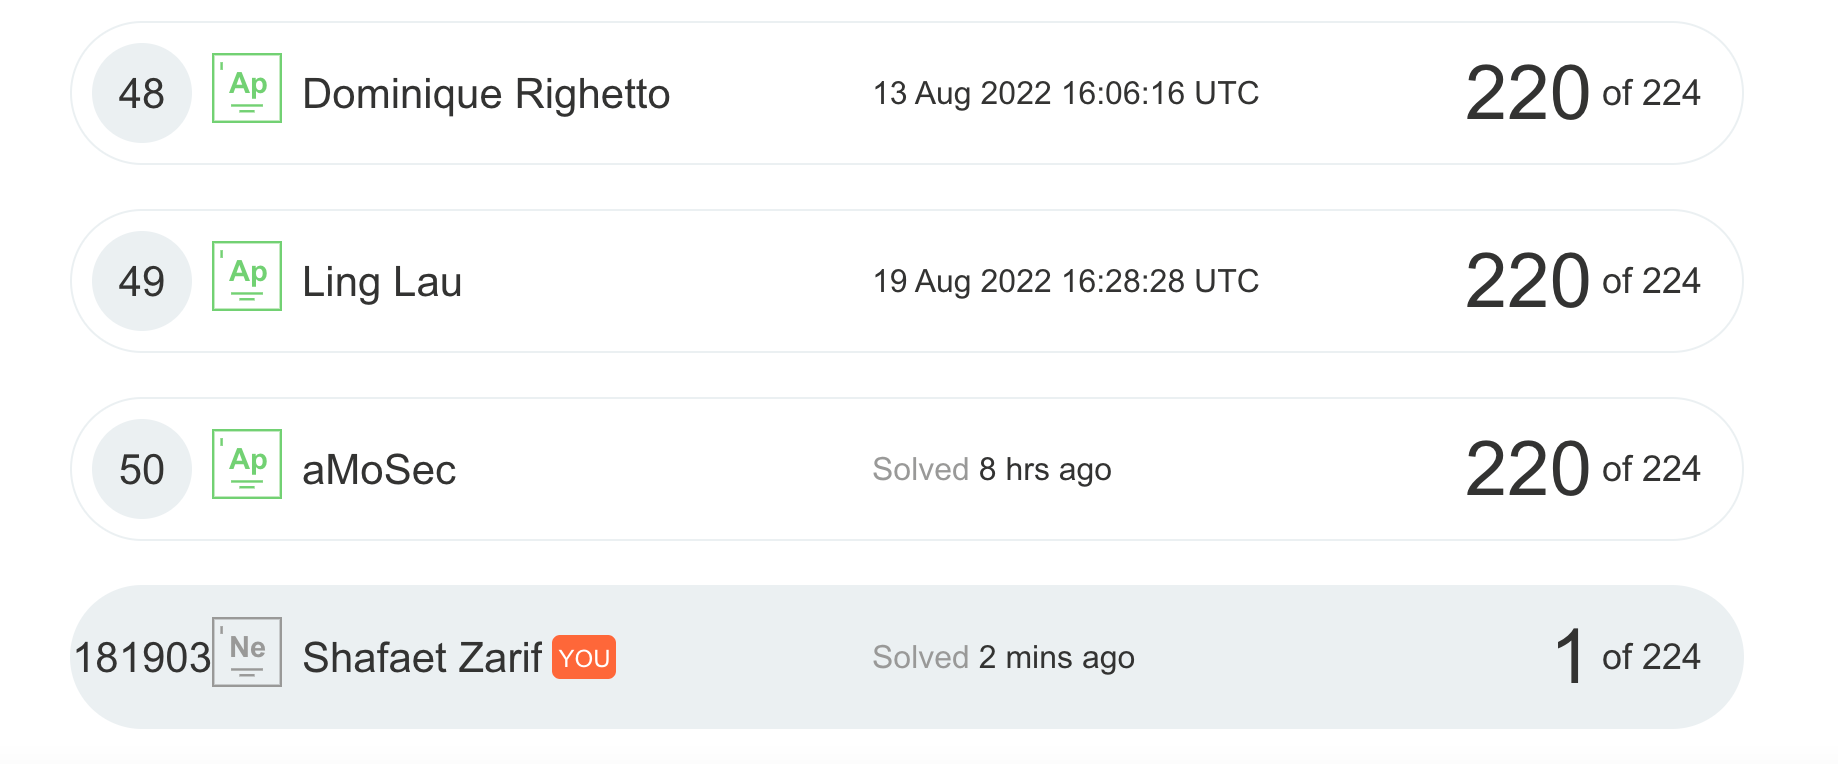 48 Ap Dominique Righetto 13 Aug 2022 16:06:16 UTC 220 of 224
49 Ap Ling Lau 19 Aug 2022 16:28:28 UTC 220 of 224
50 Ap aMoSec Solved 8 hrs ago 220 of 224
181903 Ne Shafaet Zarif YOU Solved 2 mins ago 1 of 224